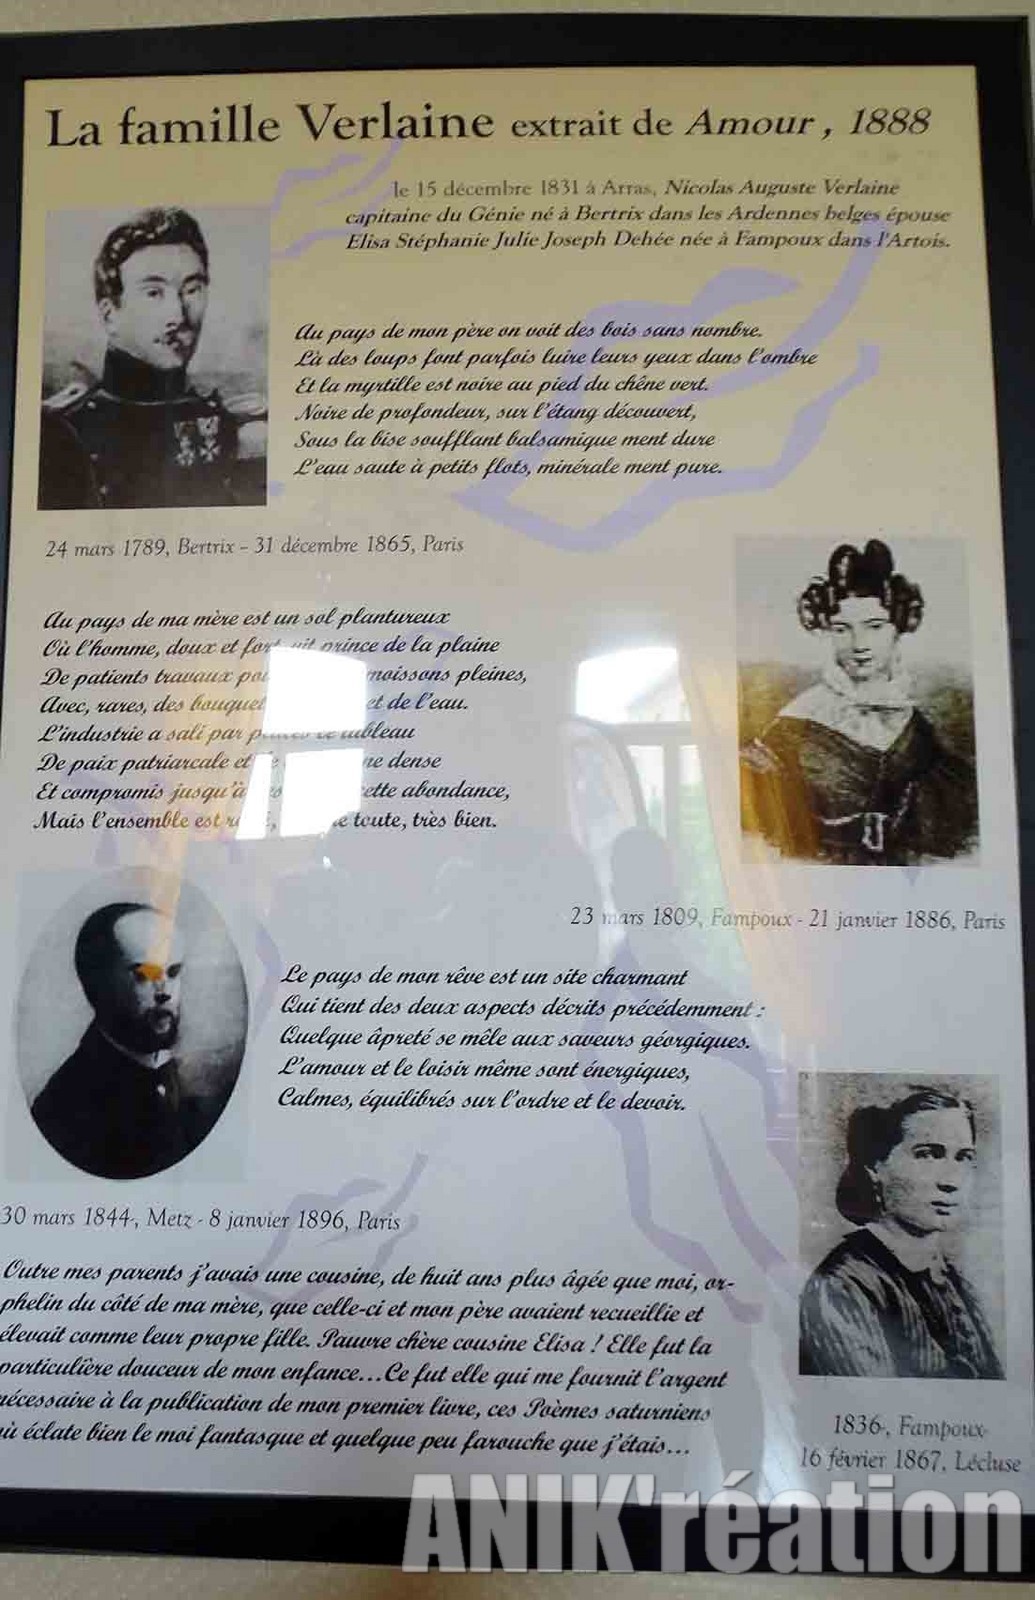 La famille Verlaine extrait de Amour, 1888
le 15 décembre 1831 à Arras, Nicolas Auguste Verlaine
capitaine du Génie né à Bertrix dans les Ardennes belges épouse
Elisa Stéphanie Julie Joseph Dehée née à Fampoux dans l'Artois.
Au pays de mon père on voit des bois sans nombre.
Là des loups font parfois luire leurs yeux dans l'ombre
Et la myrtille est noire au pied du chêne vert.
Noire de profondeur, sur l'étang découvert,
Sous la bise soufflant balsamique ment dure
L'eau saute à petits flots, minérale ment pure.
24 mars 1789, Bertrix - 31 décembre 1865, Paris
Au pays de ma mère est un sol plantureux
Où l'homme, doux et fort prince de la plaine
De patients travaux moissons pleines,
Avec, rares, des bouquet et de l'eau.
L'industrie a sali par tableau
De paix patriarcale et dense
Et compromis jusqu'à cette abondance,
Mais l'ensemble est toute, très bien.
23 mars 1809, Fampoux - 21 janvier 1886, Paris
Le pays de mon rêve est un site charmant
Qui tient des deux aspects décrits précédemment :
Quelque âpreté se mêle aux saveurs géorgiques.
L'amour et le loisir même sont énergiques,
Calmes, équilibrés sur l'ordre et le devoir.
30 mars 1844, Metz - 8 janvier 1896, Paris
Outre mes parents j'avais une cousine, de huit ans plus âgée que moi, or-
phelin du côté de ma mère, que celle-ci et mon père avaient recueillie et
élevait comme leur propre fille. Pauvre chère cousine Elisa ! Elle fut la
particulière douceur de mon enfance...Ce fut elle qui me fournit l'argent
nécessaire à la publication de mon premier livre, ces Poèmes saturniens
où éclate bien le moi fantasque et quelque peu farouche que j'étais...
1836-, Fampoux-
16 février 1867, Lécluse
ANIK'réation